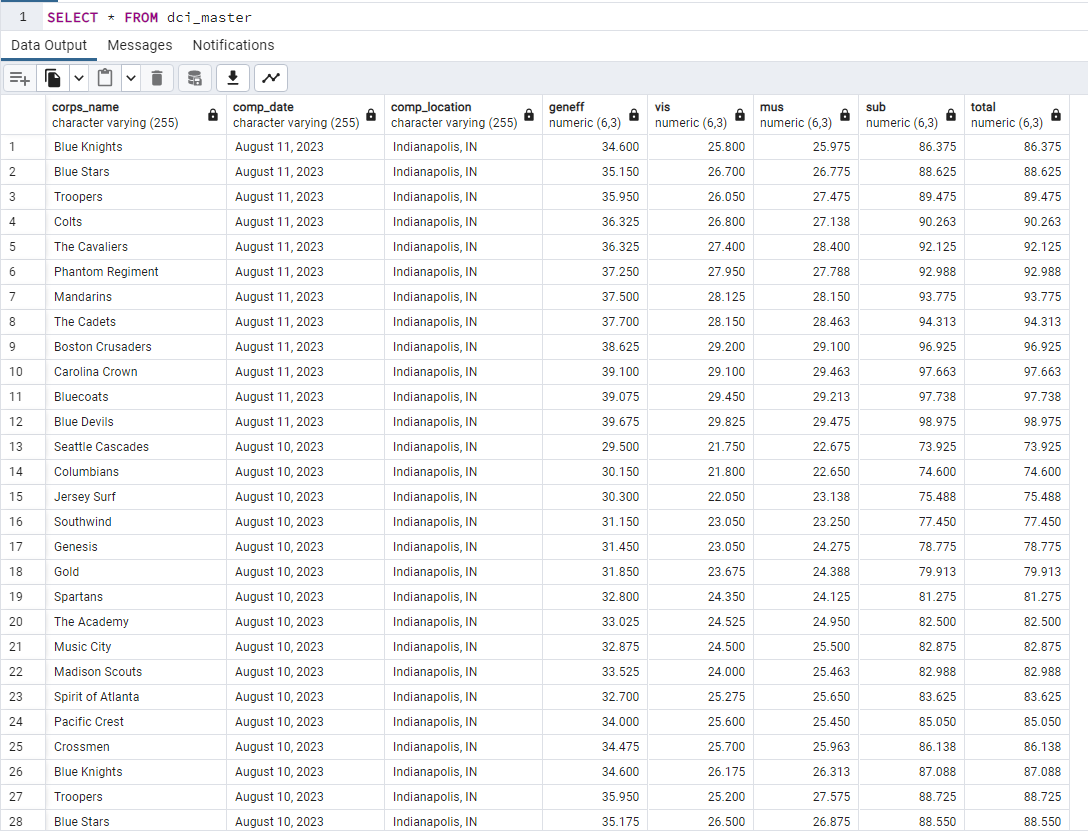 1 SELECT * FROM dci_master
Data Output Messages Notifications
corps_name comp_date comp_location geneff vis mus sub total
character varying (255) character varying (255) character varying (255) numeric (6,3) numeric (6,3) numeric (6,3) numeric (6,3) numeric (6,3)
1 Blue Knights August 11, 2023 Indianapolis, IN 34.600 25.800 25.975 86.375 86.375
2 Blue Stars August 11, 2023 Indianapolis, IN 35.150 26.700 26.775 88.625 88.625
3 Troopers August 11, 2023 Indianapolis, IN 35.950 26.050 27.475 89.475 89.475
4 Colts August 11, 2023 Indianapolis, IN 36.325 26.800 27.138 90.263 90.263
5 The Cavaliers August 11, 2023 Indianapolis, IN 36.325 27.400 28.400 92.125 92.125
6 Phantom Regiment August 11, 2023 Indianapolis, IN 37.250 27.950 27.788 92.988 92.988
7 Mandarins August 11, 2023 Indianapolis, IN 37.500 28.125 28.150 93.775 93.775
8 The Cadets August 11, 2023 Indianapolis, IN 37.700 28.150 28.463 94.313 94.313
9 Boston Crusaders August 11, 2023 Indianapolis, IN 38.625 29.200 29.100 96.925 96.925
10 Carolina Crown August 11, 2023 Indianapolis, IN 39.100 29.100 29.463 97.663 97.663
11 Bluecoats August 11, 2023 Indianapolis, IN 39.075 29.450 29.213 97.738 97.738
12 Blue Devils August 11, 2023 Indianapolis, IN 39.675 29.825 29.475 98.975 98.975
13 Seattle Cascades August 10, 2023 Indianapolis, IN 29.500 21.750 22.675 73.925 73.925
14 Columbians August 10, 2023 Indianapolis, IN 30.150 21.800 22.650 74.600 74.600
15 Jersey Surf August 10, 2023 Indianapolis, IN 30.300 22.050 23.138 75.488 75.488
16 Southwind August 10, 2023 Indianapolis, IN 31.150 23.050 23.250 77.450 77.450
17 Genesis August 10, 2023 Indianapolis, IN 31.450 23.050 24.275 78.775 78.775
18 Gold August 10, 2023 Indianapolis, IN 31.850 23.675 24.388 79.913 79.913
19 Spartans August 10, 2023 Indianapolis, IN 32.800 24.350 24.125 81.275 81.275
20 The Academy August 10, 2023 Indianapolis, IN 33.025 24.525 24.950 82.500 82.500
21 Music City August 10, 2023 Indianapolis, IN 32.875 24.500 25.500 82.875 82.875
22 Madison Scouts August 10, 2023 Indianapolis, IN 33.525 24.000 25.463 82.988 82.988
23 Spirit of Atlanta August 10, 2023 Indianapolis, IN 32.700 25.275 25.650 83.625 83.625
24 Pacific Crest August 10, 2023 Indianapolis, IN 34.000 25.600 25.450 85.050 85.050
25 Crossmen August 10, 2023 Indianapolis, IN 34.475 25.700 25.963 86.138 86.138
26 Blue Knights August 10, 2023 Indianapolis, IN 34.600 26.175 26.313 87.088 87.088
27 Troopers August 10, 2023 Indianapolis, IN 35.950 25.200 27.575 88.725 88.725
28 Blue Stars August 10, 2023 Indianapolis, IN 35.175 26.500 26.875 88.550 88.550